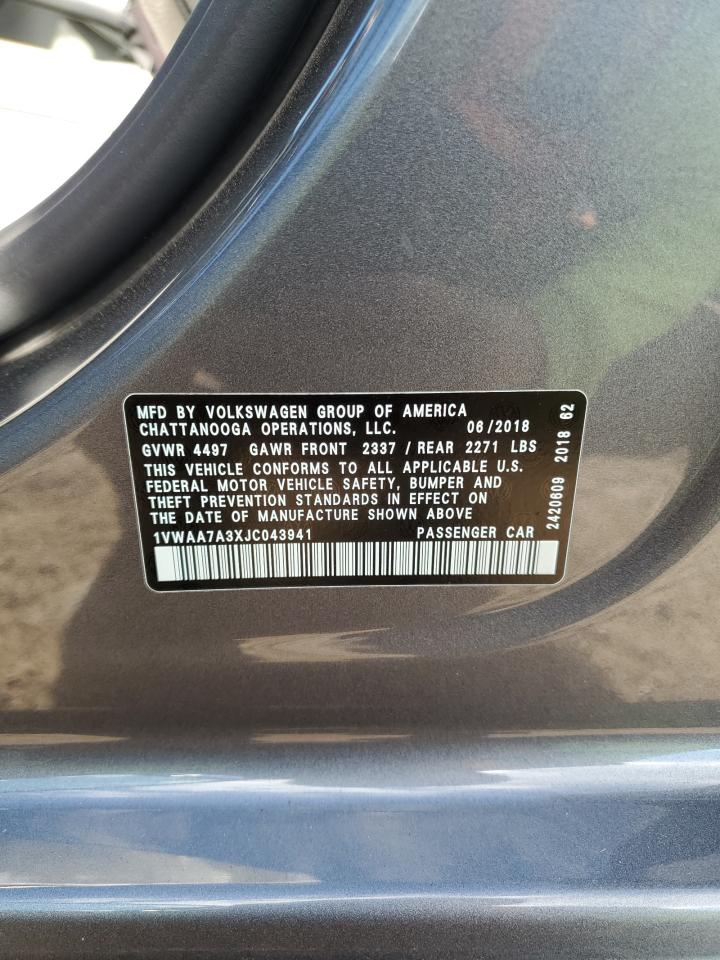 MFD BY VOLKSWAGEN GROUP OF AMERICA
CHATTANOOGA OPERATIONS, LLC. 06/2018
GVWR 4497 GAWR FRONT 2337 / REAR 2271 LBS
THIS VEHICLE CONFORMS TO ALL APPLICABLE U.S.
FEDERAL MOTOR VEHICLE SAFETY, BUMPER AND
THEFT PREVENTION STANDARDS IN EFFECT ON
THE DATE OF MANUFACTURE SHOWN ABOVE
1VWAA7A3XJC043941 PASSENGER CAR
2420609 2018 62